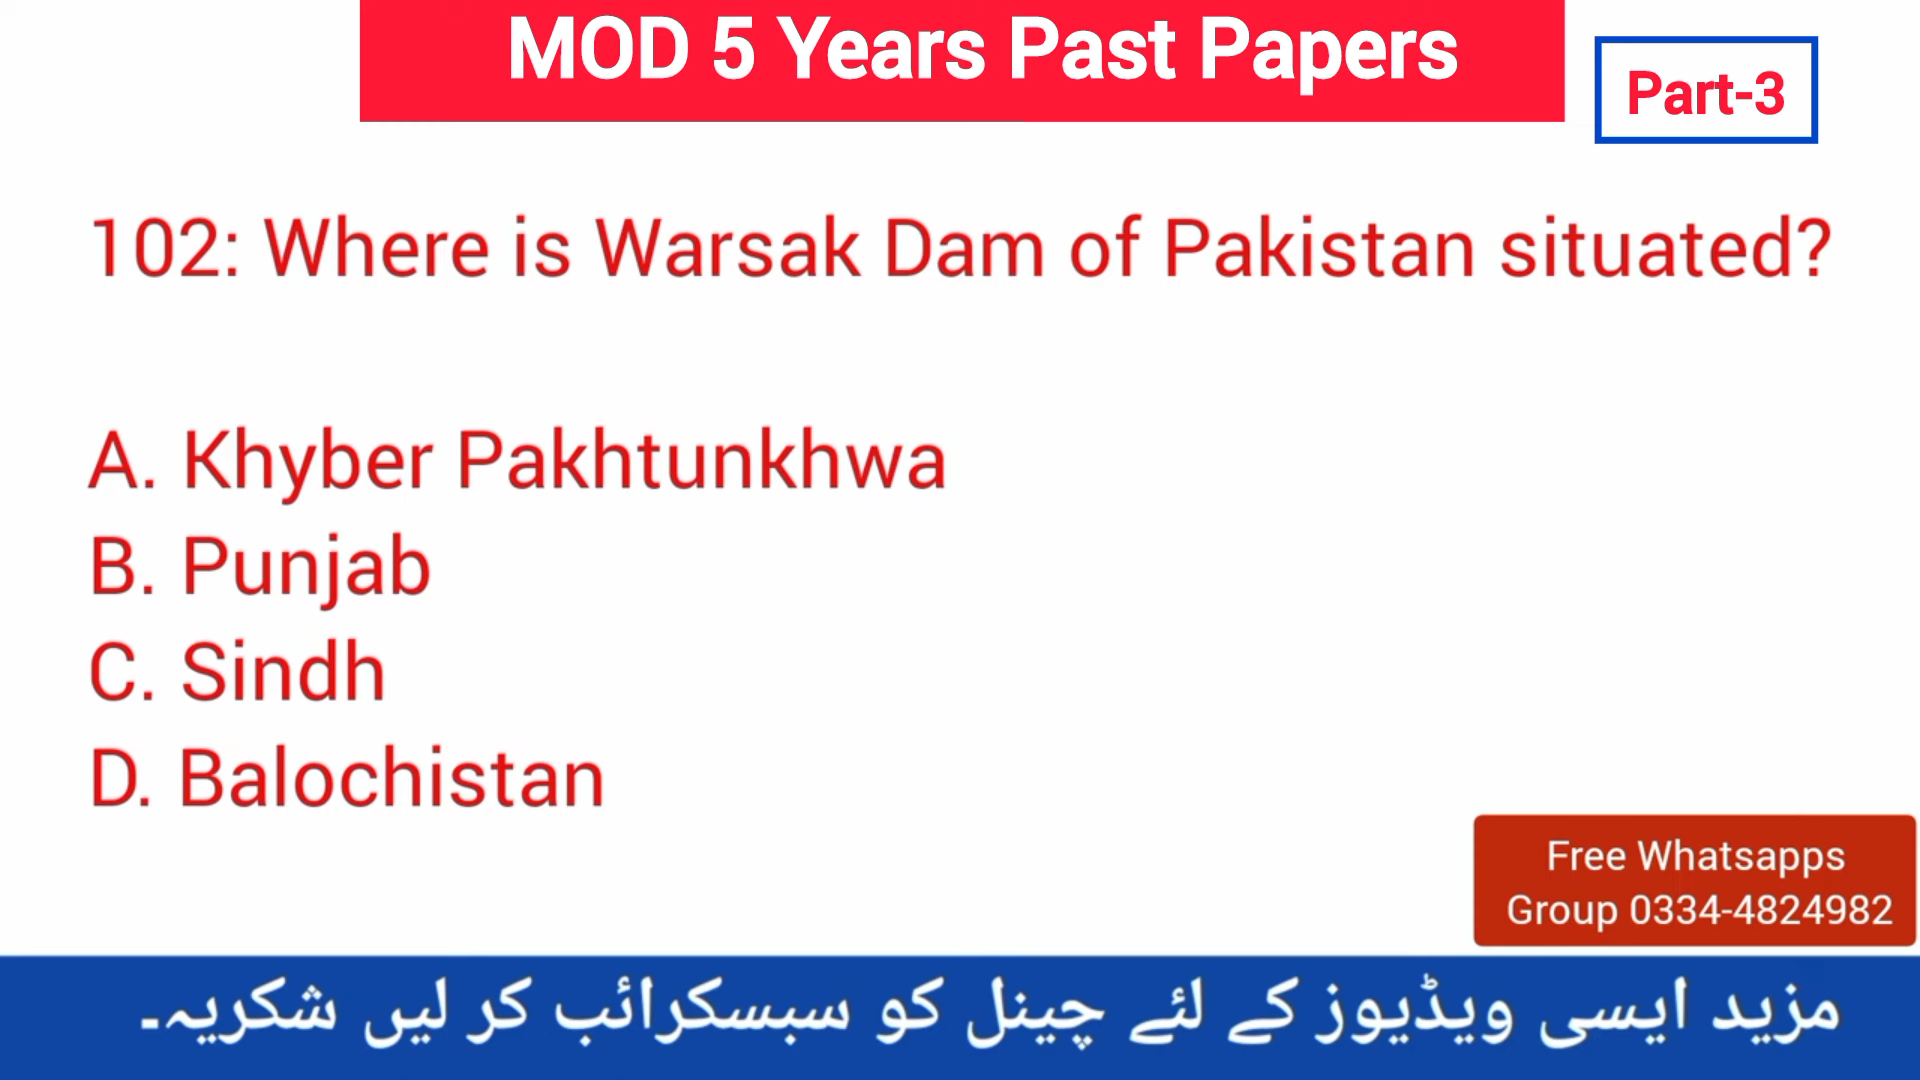 MOD 5 Years Past Papers
Part-3
102: Where is Warsak Dam of Pakistan situated?
A. Khyber Pakhtunkhwa
B. Punjab
C. Sindh
D. Balochistan
Free Whatsapps
Group 0334-4824982
مزید ایسی ویڈیوز کے لئے چینل کو سبسکرائب کر لیں شکریہ۔